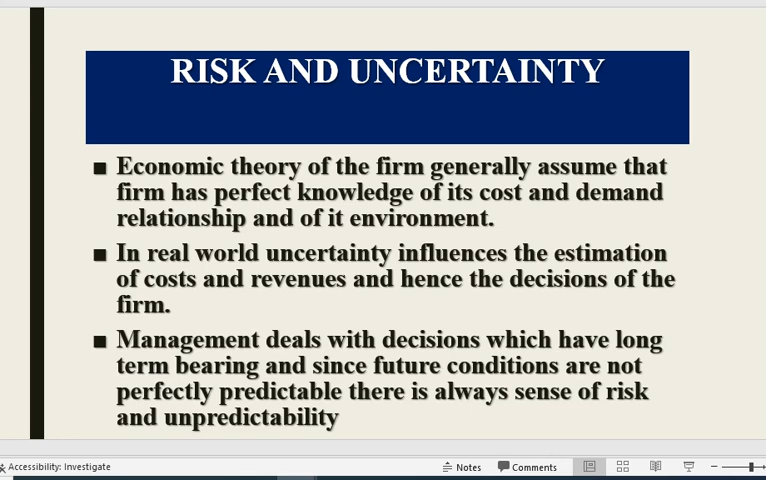 RISK AND UNCERTAINTY
■ Economic theory of the firm generally assume that
firm has perfect knowledge of its cost and demand
relationship and of it environment.
■ In real world uncertainty influences the estimation
of costs and revenues and hence the decisions of the
firm.
■ Management deals with decisions which have long
term bearing and since future conditions are not
perfectly predictable there is always sense of risk
and unpredictability
Accessibility: Investigate
Notes
Comments